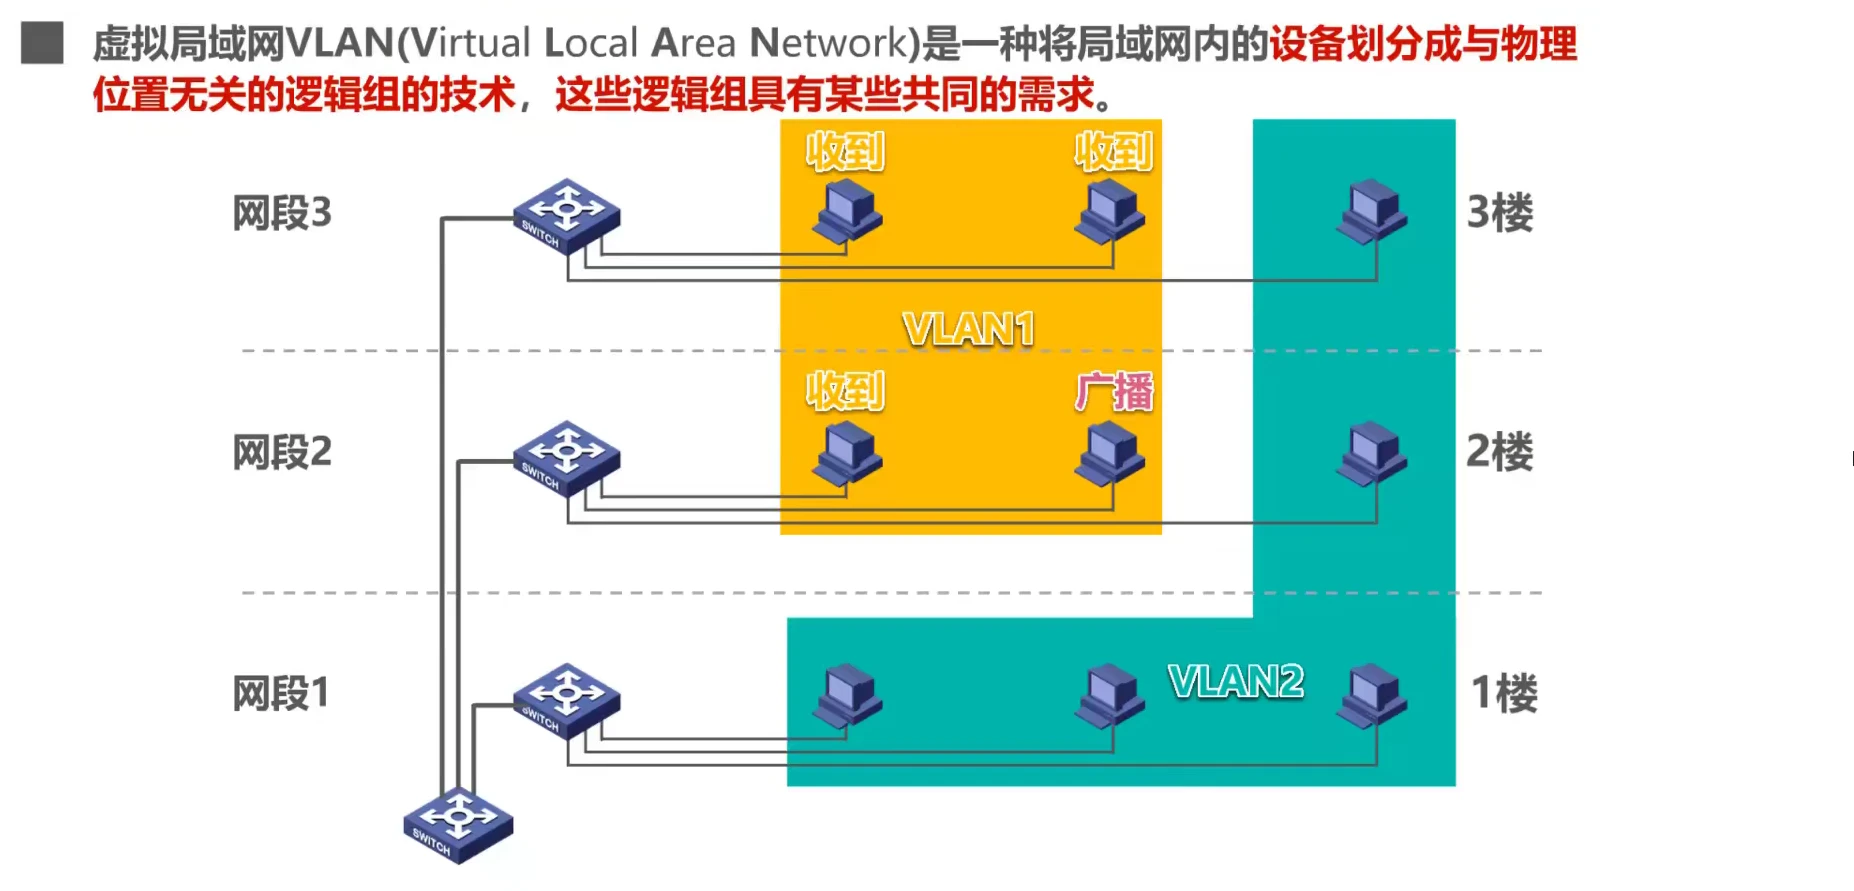 虚拟局域网VLAN(Virtual Local Area Network)是一种将局域网内的设备划分成与物理
位置无关的逻辑组的技术，这些逻辑组具有某些共同的需求。
收到
收到
网段3
SWITCH
3楼
VLAN1
收到
广播
网段2
SWITCH
2楼
网段1
SWITCH
VLAN2
1楼
SWITCH